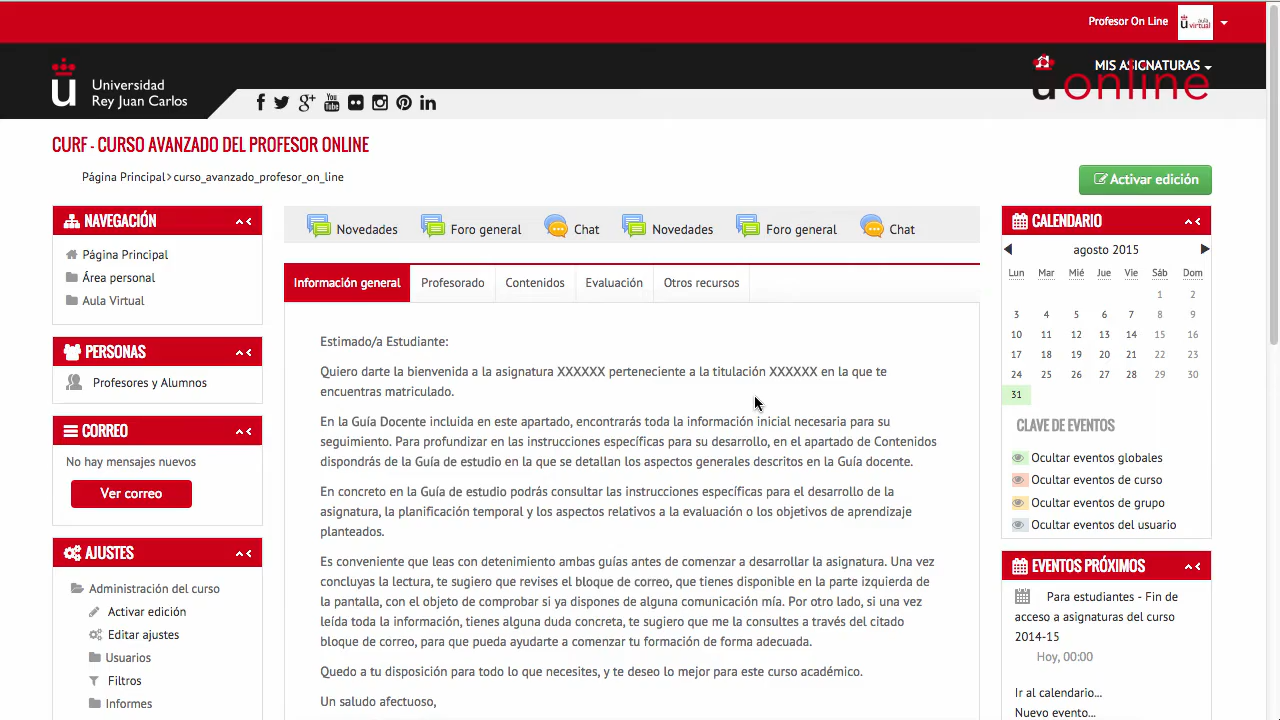 Profesor On Line
aula virtual
Universidad
Rey Juan Carlos
MIS ASIGNATURAS
online
CURF - CURSO AVANZADO DEL PROFESOR ONLINE
Página Principal > curso_avanzado_profesor_on_line
Activar edición
NAVEGACIÓN
Página Principal
Área personal
Aula Virtual
PERSONAS
Profesores y Alumnos
CORREO
No hay mensajes nuevos
Ver correo
AJUSTES
Administración del curso
Activar edición
Editar ajustes
Usuarios
Filtros
Informes
Novedades Foro general Chat Novedades Foro general Chat
Información general Profesorado Contenidos Evaluación Otros recursos
Estimado/a Estudiante:
Quiero darte la bienvenida a la asignatura XXXXXX perteneciente a la titulación XXXXXX en la que te
encuentras matriculado.
En la Guía Docente incluida en este apartado, encontrarás toda la información inicial necesaria para su
seguimiento. Para profundizar en las instrucciones específicas para su desarrollo, en el apartado de Contenidos
dispondrás de la Guía de estudio en la que se detallan los aspectos generales descritos en la Guía docente.
En concreto en la Guía de estudio podrás consultar las instrucciones específicas para el desarrollo de la
asignatura, la planificación temporal y los aspectos relativos a la evaluación o los objetivos de aprendizaje
planteados.
Es conveniente que leas con detenimiento ambas guías antes de comenzar a desarrollar la asignatura. Una vez
concluyas la lectura, te sugiero que revises el bloque de correo, que tienes disponible en la parte izquierda de
la pantalla, con el objeto de comprobar si ya dispones de alguna comunicación mía. Por otro lado, si una vez
leída toda la información, tienes alguna duda concreta, te sugiero que me la consultes a través del citado
bloque de correo, para que pueda ayudarte a comenzar tu formación de forma adecuada.
Quedo a tu disposición para todo lo que necesites, y te deseo lo mejor para este curso académico.
Un saludo afectuoso,
CALENDARIO
agosto 2015
Lun Mar Mié Jue Vie Sáb Dom
1 2
3 4 5 6 7 8 9
10 11 12 13 14 15 16
17 18 19 20 21 22 23
24 25 26 27 28 29 30
31
CLAVE DE EVENTOS
Ocultar eventos globales
Ocultar eventos de curso
Ocultar eventos de grupo
Ocultar eventos del usuario
EVENTOS PRÓXIMOS
Para estudiantes - Fin de
acceso a asignaturas del curso
2014-15
Hoy, 00:00
Ir al calendario...
Nuevo evento...